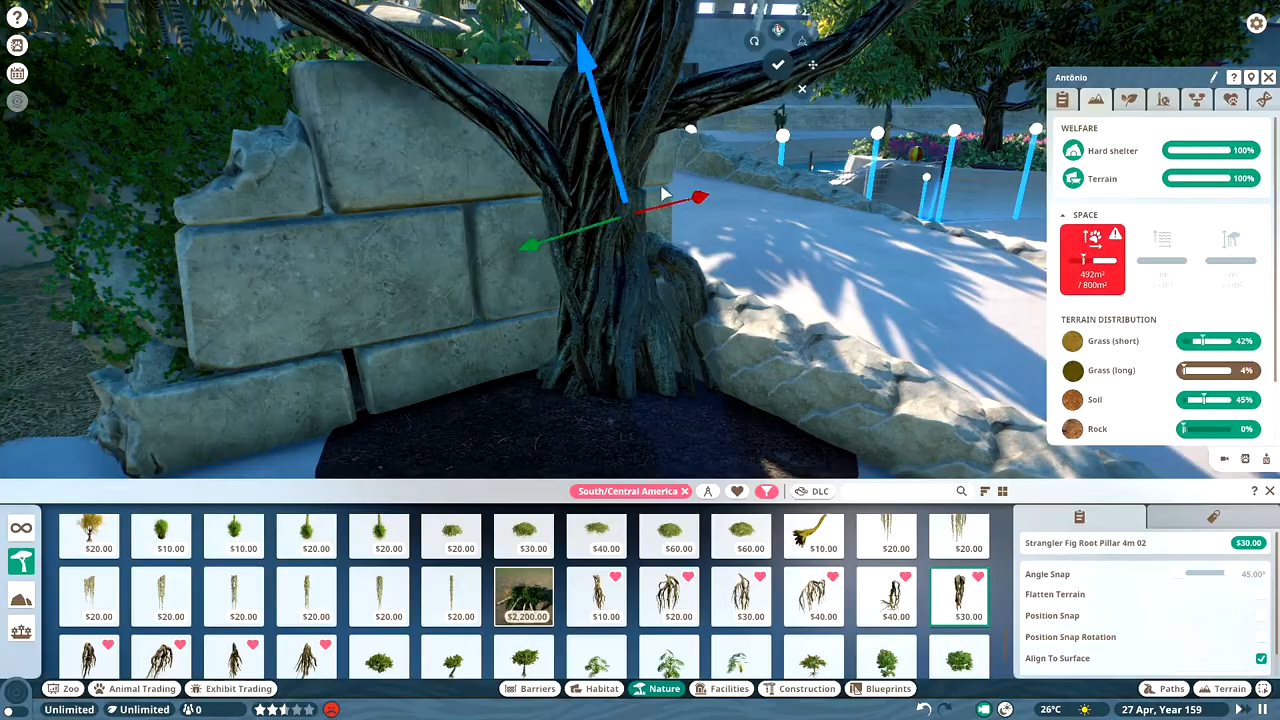 Antônio
WELFARE
Hard shelter 100%
Terrain 100%
SPACE
492m²
/ 800m²
TERRAIN DISTRIBUTION
Grass (short) 42%
Grass (long) 4%
Soil 45%
Rock 0%
South/Central America
DLC
$20.00 $10.00 $10.00 $20.00 $20.00 $20.00 $30.00 $40.00 $60.00 $60.00 $10.00 $20.00 $20.00
$20.00 $20.00 $20.00 $20.00 $20.00 $20.00 $2,200.00 $10.00 $20.00 $30.00 $40.00 $40.00 $30.00
Strangler Fig Root Pillar 4m 02 $30.00
Angle Snap 45.00°
Flatten Terrain
Position Snap
Position Snap Rotation
Align To Surface
Zoo Animal Trading Exhibit Trading Barriers Habitat Nature Facilities Construction Blueprints Paths Terrain
Unlimited Unlimited 0 26°C 27 Apr, Year 159